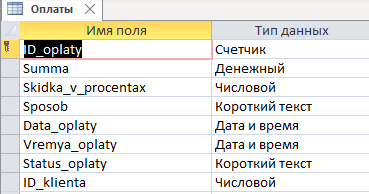 Оплаты
Имя поля Тип данных
ID_oplaty Счетчик
Summa Денежный
Skidka_v_procentax Числовой
Sposob Короткий текст
Data_oplaty Дата и время
Vremya_oplaty Дата и время
Status_oplaty Короткий текст
ID_klienta Числовой